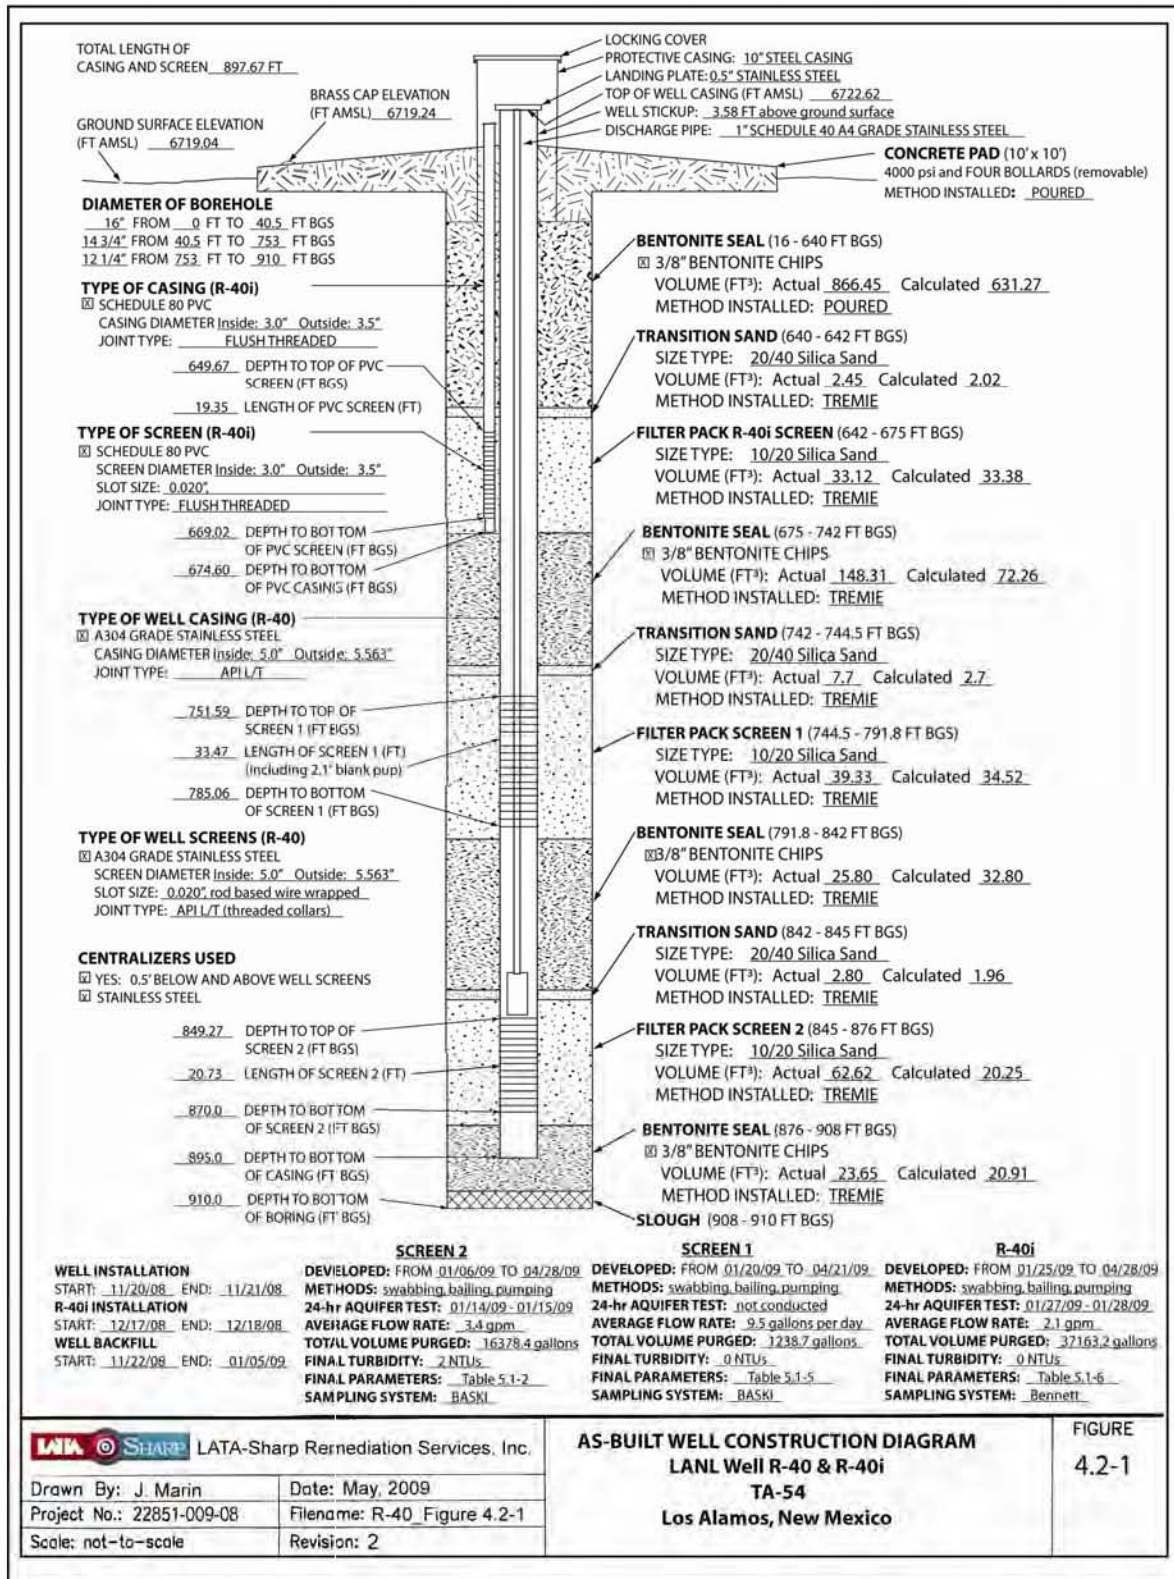 TOTAL LENGTH OF
CASING AND SCREEN 897.67 FT
BRASS CAP ELEVATION
(FT AMSL) 6719.24
GROUND SURFACE ELEVATION
(FT AMSL) 6719.04
DIAMETER OF BOREHOLE
16" FROM 0 FT TO 40.5 FT BGS
14 3/4" FROM 40.5 FT TO 753 FT BGS
12 1/4" FROM 753 FT TO 910 FT BGS
TYPE OF CASING (R-40i)
SCHEDULE 80 PVC
CASING DIAMETER Inside: 3.0" Outside: 3.5"
JOINT TYPE: FLUSH THREADED
649.67 DEPTH TO TOP OF PVC
SCREEN (FT BGS)
19.35 LENGTH OF PVC SCREEN (FT)
TYPE OF SCREEN (R-40i)
SCHEDULE 80 PVC
SCREEN DIAMETER Inside: 3.0" Outside: 3.5"
SLOT SIZE: 0.020",
JOINT TYPE: FLUSH THREADED
669.02 DEPTH TO BOTTOM
OF PVC SCREEN (FT BGS)
674.60 DEPTH TO BOTTOM
OF PVC CASING (FT BGS)
TYPE OF WELL CASING (R-40)
A304 GRADE STAINLESS STEEL
CASING DIAMETER Inside: 5.0" Outside: 5.563"
JOINT TYPE: API L/T
751.59 DEPTH TO TOP OF
SCREEN 1 (FT BGS)
33.47 LENGTH OF SCREEN 1 (FT)
(including 2.1' blank pup)
785.06 DEPTH TO BOTTOM
OF SCREEN 1 (FT BGS)
TYPE OF WELL SCREENS (R-40)
A304 GRADE STAINLESS STEEL
SCREEN DIAMETER Inside: 5.0" Outside: 5.563"
SLOT SIZE: 0.020", rod based wire wrapped
JOINT TYPE: API L/T (threaded collars)
CENTRALIZERS USED
YES: 0.5' BELOW AND ABOVE WELL SCREENS
STAINLESS STEEL
849.27 DEPTH TO TOP OF
SCREEN 2 (FT BGS)
20.73 LENGTH OF SCREEN 2 (FT)
870.0 DEPTH TO BOTTOM
OF SCREEN 2 (FT BGS)
895.0 DEPTH TO BOTTOM
OF CASING (FT BGS)
910.0 DEPTH TO BOTTOM
OF BORING (FT BGS)
LOCKING COVER
PROTECTIVE CASING: 10" STEEL CASING
LANDING PLATE: 0.5" STAINLESS STEEL
TOP OF WELL CASING (FT AMSL) 6722.62
WELL STICKUP: 3.58 FT above ground surface
DISCHARGE PIPE: 1" SCHEDULE 40 A4 GRADE STAINLESS STEEL
CONCRETE PAD (10' x 10')
4000 psi and FOUR BOLLARDS (removable)
METHOD INSTALLED: POURED
BENTONITE SEAL (16 - 640 FT BGS)
3/8" BENTONITE CHIPS
VOLUME (FT³): Actual 866.45 Calculated 631.27
METHOD INSTALLED: POURED
TRANSITION SAND (640 - 642 FT BGS)
SIZE TYPE: 20/40 Silica Sand
VOLUME (FT³): Actual 2.45 Calculated 2.02
METHOD INSTALLED: TREMIE
FILTER PACK R-40i SCREEN (642 - 675 FT BGS)
SIZE TYPE: 10/20 Silica Sand
VOLUME (FT³): Actual 33.12 Calculated 33.38
METHOD INSTALLED: TREMIE
BENTONITE SEAL (675 - 742 FT BGS)
3/8" BENTONITE CHIPS
VOLUME (FT³): Actual 148.31 Calculated 72.26
METHOD INSTALLED: TREMIE
TRANSITION SAND (742 - 744.5 FT BGS)
SIZE TYPE: 20/40 Silica Sand
VOLUME (FT³): Actual 7.7 Calculated 2.7
METHOD INSTALLED: TREMIE
FILTER PACK SCREEN 1 (744.5 - 791.8 FT BGS)
SIZE TYPE: 10/20 Silica Sand
VOLUME (FT³): Actual 39.33 Calculated 34.52
METHOD INSTALLED: TREMIE
BENTONITE SEAL (791.8 - 842 FT BGS)
3/8" BENTONITE CHIPS
VOLUME (FT³): Actual 25.80 Calculated 32.80
METHOD INSTALLED: TREMIE
TRANSITION SAND (842 - 845 FT BGS)
SIZE TYPE: 20/40 Silica Sand
VOLUME (FT³): Actual 2.80 Calculated 1.96
METHOD INSTALLED: TREMIE
FILTER PACK SCREEN 2 (845 - 876 FT BGS)
SIZE TYPE: 10/20 Silica Sand
VOLUME (FT³): Actual 62.62 Calculated 20.25
METHOD INSTALLED: TREMIE
BENTONITE SEAL (876 - 908 FT BGS)
3/8" BENTONITE CHIPS
VOLUME (FT³): Actual 23.65 Calculated 20.91
METHOD INSTALLED: TREMIE
SLOUGH (908 - 910 FT BGS)
WELL INSTALLATION
START: 11/20/08 END: 11/21/08
R-40i INSTALLATION
START: 12/17/08 END: 12/18/08
WELL BACKFILL
START: 11/22/08 END: 01/05/09
SCREEN 2
DEVELOPED: FROM 01/06/09 TO 04/28/09
METHODS: swabbing, bailing, pumping
24-hr AQUIFER TEST: 01/14/09 - 01/15/09
AVERAGE FLOW RATE: 3.4 gpm
TOTAL VOLUME PURGED: 16378.4 gallons
FINAL TURBIDITY: 2 NTUs
FINAL PARAMETERS: Table 5.1-2
SAMPLING SYSTEM: BASKI
SCREEN 1
DEVELOPED: FROM 01/20/09 TO 04/21/09
METHODS: swabbing, bailing, pumping
24-hr AQUIFER TEST: not conducted
AVERAGE FLOW RATE: 9.5 gallons per day
TOTAL VOLUME PURGED: 1238.7 gallons
FINAL TURBIDITY: 0 NTUs
FINAL PARAMETERS: Table 5.1-5
SAMPLING SYSTEM: BASKI
R-40i
DEVELOPED: FROM 01/25/09 TO 04/28/09
METHODS: swabbing, bailing, pumping
24-hr AQUIFER TEST: 01/27/09 - 01/28/09
AVERAGE FLOW RATE: 2.1 gpm
TOTAL VOLUME PURGED: 37163.2 gallons
FINAL TURBIDITY: 0 NTUs
FINAL PARAMETERS: Table 5.1-6
SAMPLING SYSTEM: Bennett
LATA SHARP LATA-Sharp Remediation Services, Inc.
Drawn By: J. Marin
Date: May, 2009
Project No.: 22851-009-08
Filename: R-40_Figure 4.2-1
Scale: not-to-scale
Revision: 2
AS-BUILT WELL CONSTRUCTION DIAGRAM
LANL Well R-40 & R-40i
TA-54
Los Alamos, New Mexico
FIGURE
4.2-1